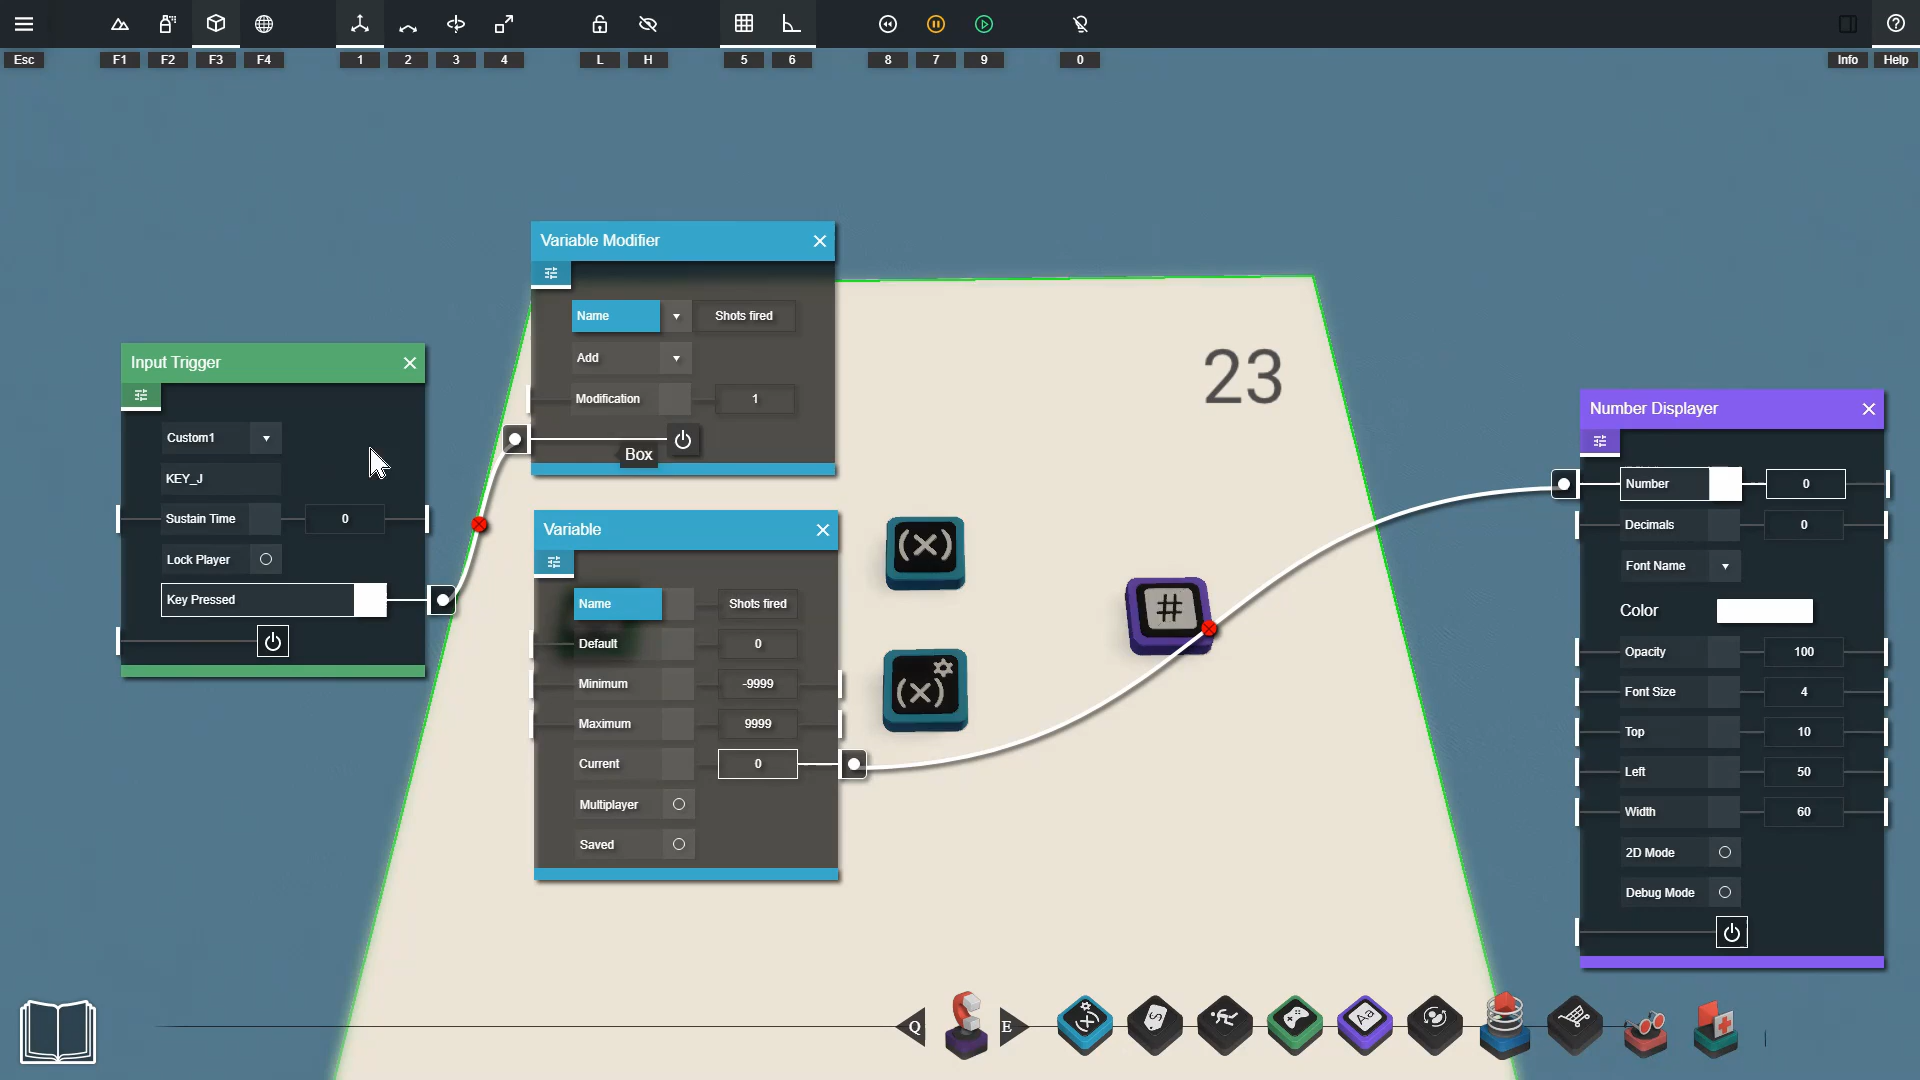 Esc F1 F2 F3 F4 1 2 3 4 L H 5 6 8 7 9 0 Info Help
Variable Modifier
Name Shots fired
Add
Modification 1
Box
Input Trigger
Custom1
KEY_J
Sustain Time 0
Lock Player
Key Pressed
Variable
Name Shots fired
Default 0
Minimum -9999
Maximum 9999
Current 0
Multiplayer
Saved
(x)
(x)
#
23
Number Displayer
Number 0
Decimals 0
Font Name
Color
Opacity 100
Font Size 4
Top 10
Left 50
Width 60
2D Mode
Debug Mode
Q E (x) S Aa